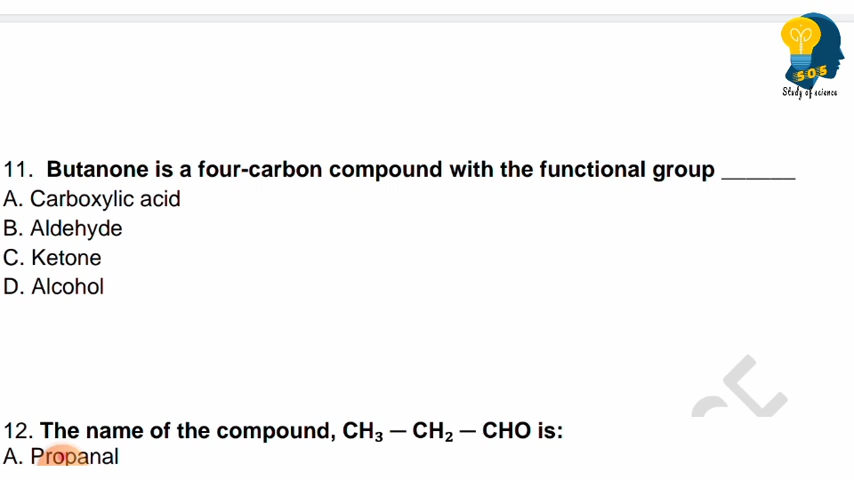 SOS
Study of science
11. Butanone is a four-carbon compound with the functional group ______
A. Carboxylic acid
B. Aldehyde
C. Ketone
D. Alcohol
12. The name of the compound, CH₃ — CH₂ — CHO is:
A. Propanal